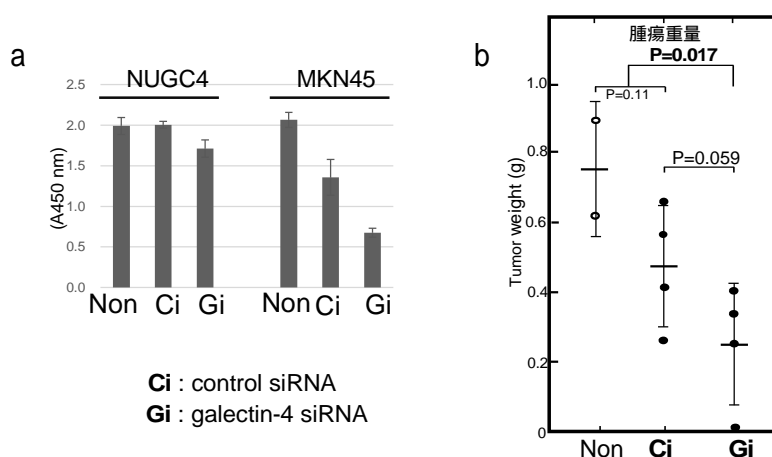 a
NUGC4 MKN45
2.5
2.0
1.5
1.0
0.5
0.0
(A450 nm)
Non Ci Gi Non Ci Gi
Ci : control siRNA
Gi : galectin-4 siRNA
b
腫瘍重量
P=0.017
P=0.11
P=0.059
1.0
0.8
0.6
0.4
0.2
0
Tumor weight (g)
Non Ci Gi